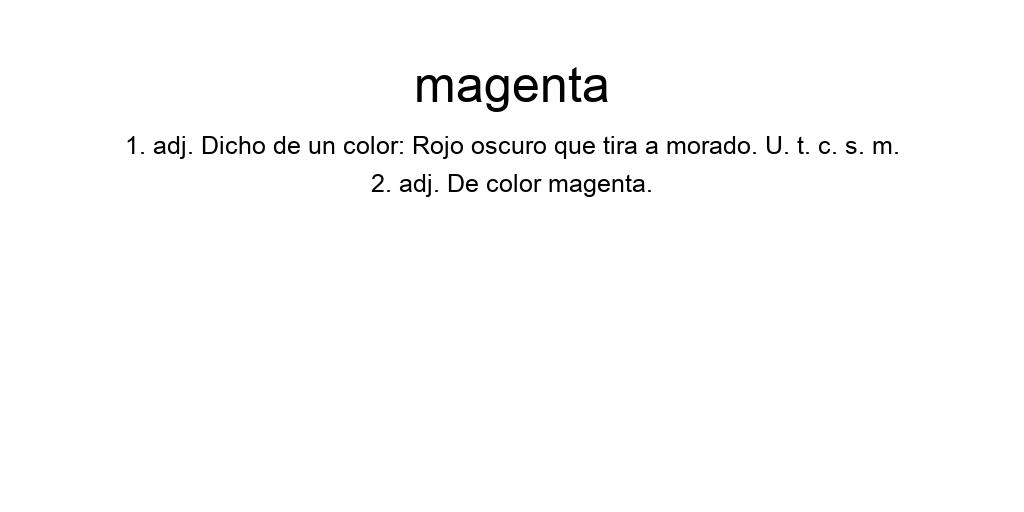 magenta
1. adj. Dicho de un color: Rojo oscuro que tira a morado. U. t. c. s. m.
2. adj. De color magenta.